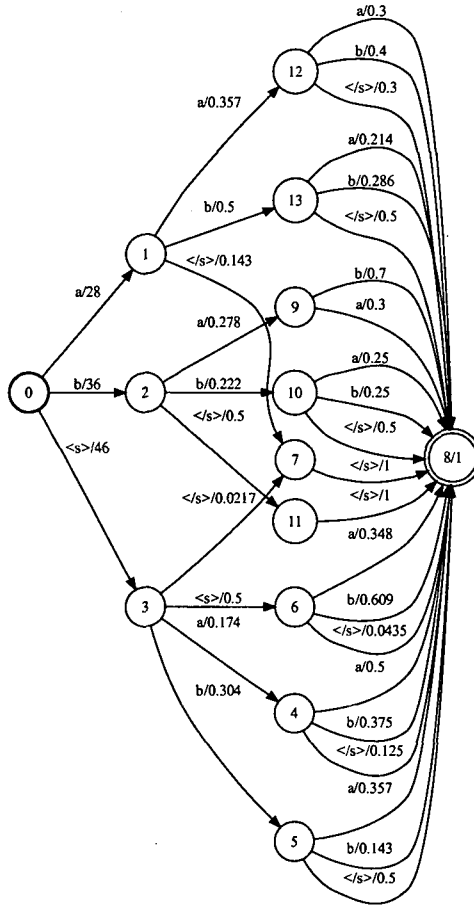 a/0.3
b/0.4
12
</s>/0.3
a/0.357
a/0.214
b/0.286
13
b/0.5
</s>/0.5
1
</s>/0.143
b/0.7
a/28
a/0.3
9
a/0.278
a/0.25
0
b/36
2
b/0.222
10
b/0.25
</s>/0.5
</s>/0.5
<s>/46
7
</s>/1
8/1
</s>/1
</s>/0.0217
11
a/0.348
3
<s>/0.5
6
b/0.609
a/0.174
</s>/0.0435
a/0.5
b/0.304
4
b/0.375
</s>/0.125
a/0.357
5
b/0.143
</s>/0.5